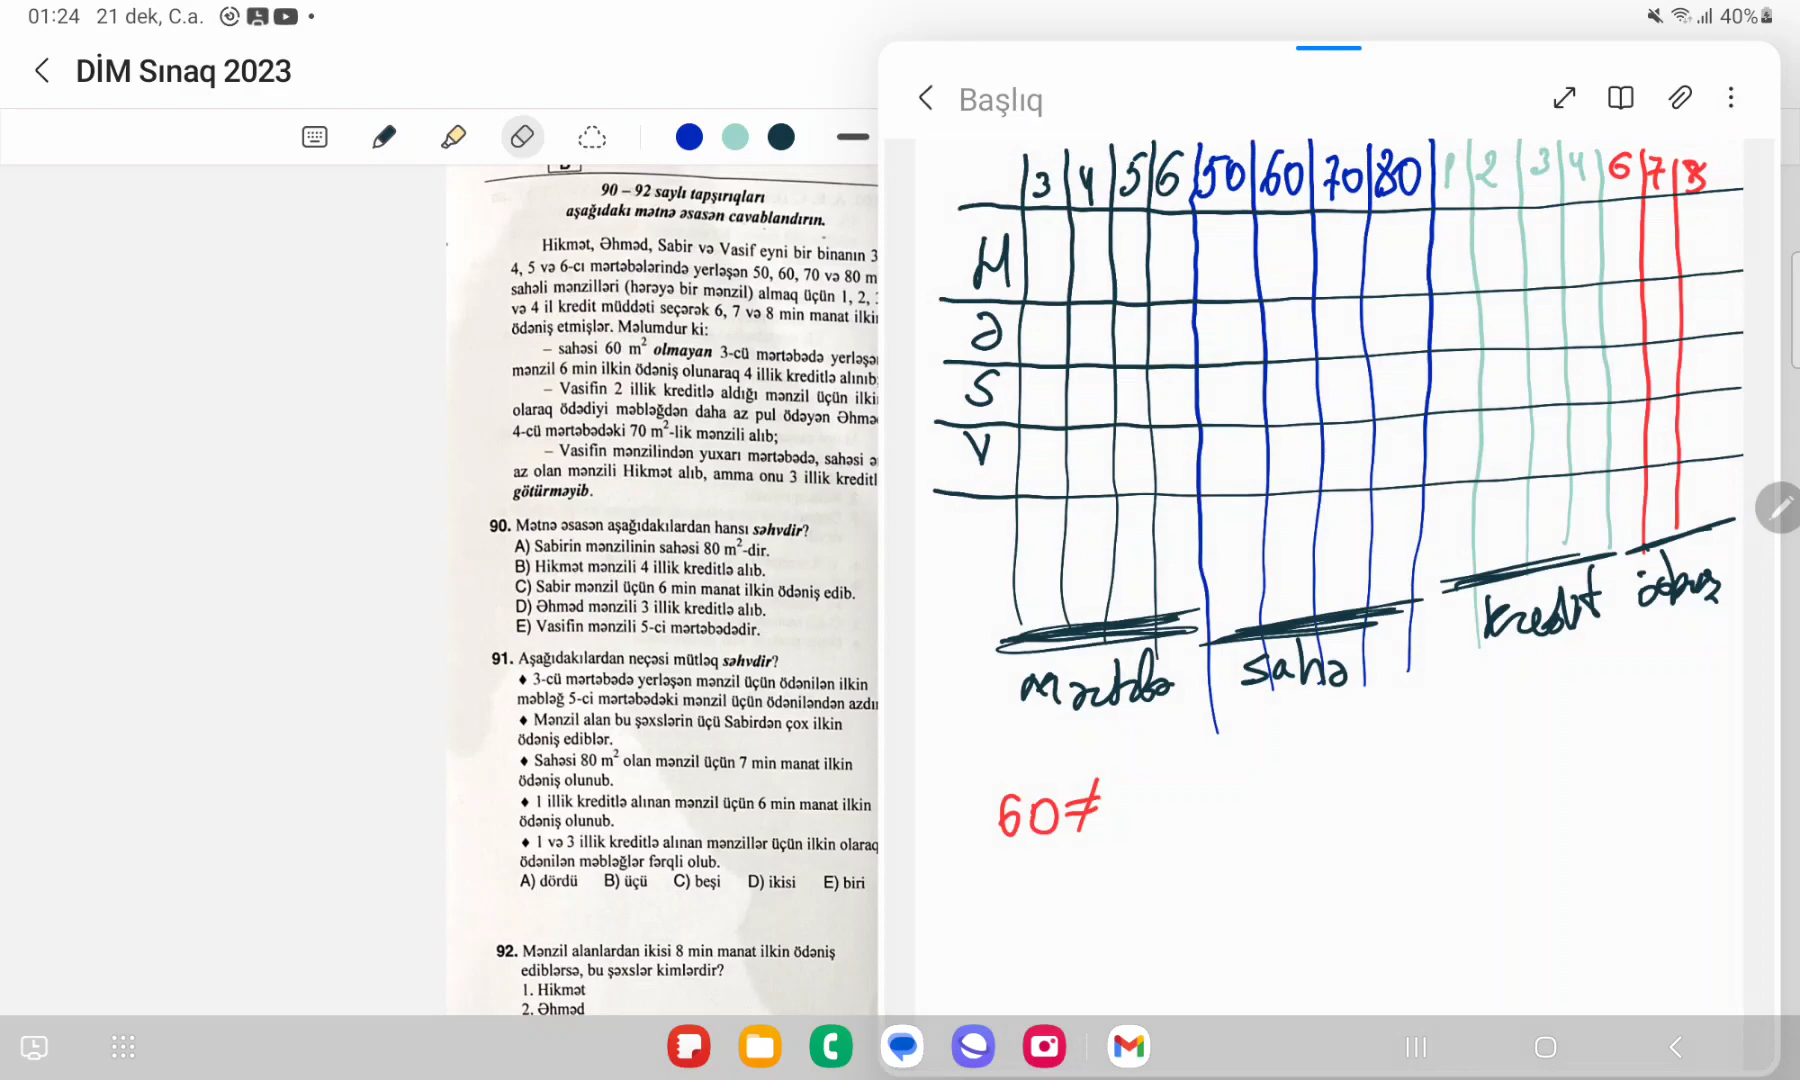 01:24 21 dek, C.a.
40%
DİM Sınaq 2023
Başlıq
90 – 92 saylı tapşırıqları
aşağıdakı mətnə əsasən cavablandırın.
Hikmət, Əhməd, Sabir və Vasif eyni bir binanın 3
4, 5 və 6-cı mərtəbələrində yerləşən 50, 60, 70 və 80 m
sahəli mənzilləri (hərəyə bir mənzil) almaq üçün 1, 2,
və 4 il kredit müddəti seçərək 6, 7 və 8 min manat ilkin
ödəniş etmişlər. Məlumdur ki:
– sahəsi 60 m² olmayan 3-cü mərtəbədə yerləşə
mənzil 6 min ilkin ödəniş olunaraq 4 illik kreditlə alınıb
– Vasifin 2 illik kreditlə aldığı mənzil üçün ilki
olaraq ödədiyi məbləğdən daha az pul ödəyən Əhmə
4-cü mərtəbədəki 70 m²-lik mənzili alıb;
– Vasifin mənzilindən yuxarı mərtəbədə, sahəsi ə
az olan mənzili Hikmət alıb, amma onu 3 illik kreditl
götürməyib.
90. Mətnə əsasən aşağıdakılardan hansı səhvdir?
A) Sabirin mənzilinin sahəsi 80 m²-dir.
B) Hikmət mənzili 4 illik kreditlə alıb.
C) Sabir mənzil üçün 6 min manat ilkin ödəniş edib.
D) Əhməd mənzili 3 illik kreditlə alıb.
E) Vasifin mənzili 5-ci mərtəbədədir.
91. Aşağıdakılardan neçəsi mütləq səhvdir?
♦ 3-cü mərtəbədə yerləşən mənzil üçün ödənilən ilkin
məbləğ 5-ci mərtəbədəki mənzil üçün ödəniləndən azdı
♦ Mənzil alan bu şəxslərin üçü Sabirdən çox ilkin
ödəniş ediblər.
♦ Sahəsi 80 m² olan mənzil üçün 7 min manat ilkin
ödəniş olunub.
♦ 1 illik kreditlə alınan mənzil üçün 6 min manat ilkin
ödəniş olunub.
♦ 1 və 3 illik kreditlə alınan mənzillər üçün ilkin olaraq
ödənilən məbləğlər fərqli olub.
A) dördü B) üçü C) beşi D) ikisi E) biri
92. Mənzil alanlardan ikisi 8 min manat ilkin ödəniş
ediblərsə, bu şəxslər kimlərdir?
1. Hikmət
2. Əhməd
3 4 5 6 50 60 70 80 1 2 3 4 6 7 8
H
Ə
S
V
kredit
mərtəbə sahə
60≠